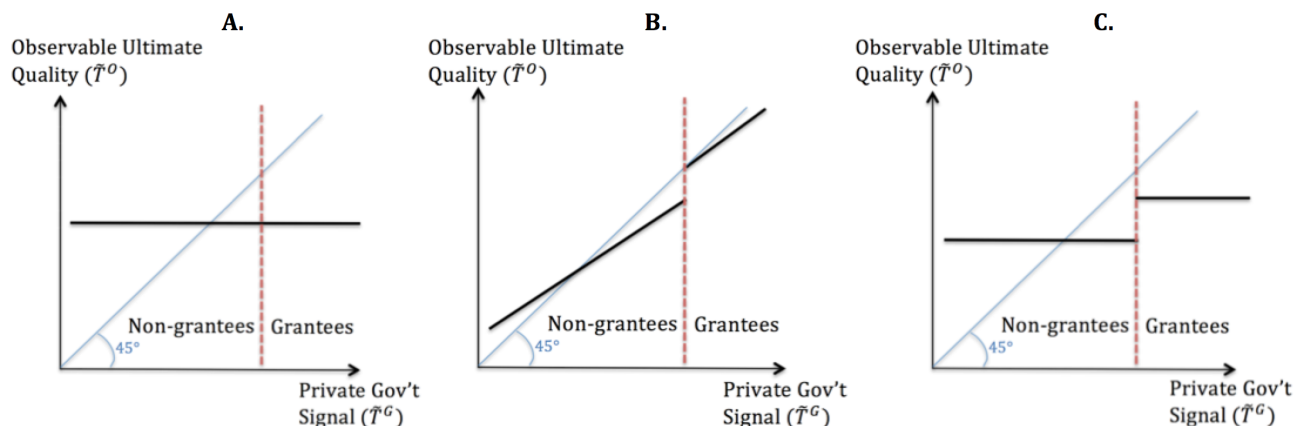 A.
Observable Ultimate
Quality (T̃ᴼ)
Non-grantees
Grantees
45°
Private Gov't
Signal (T̃ᴳ)
B.
Observable Ultimate
Quality (T̃ᴼ)
Non-grantees
Grantees
45°
Private Gov't
Signal (T̃ᴳ)
C.
Observable Ultimate
Quality (T̃ᴼ)
Non-grantees
Grantees
45°
Private Gov't
Signal (T̃ᴳ)